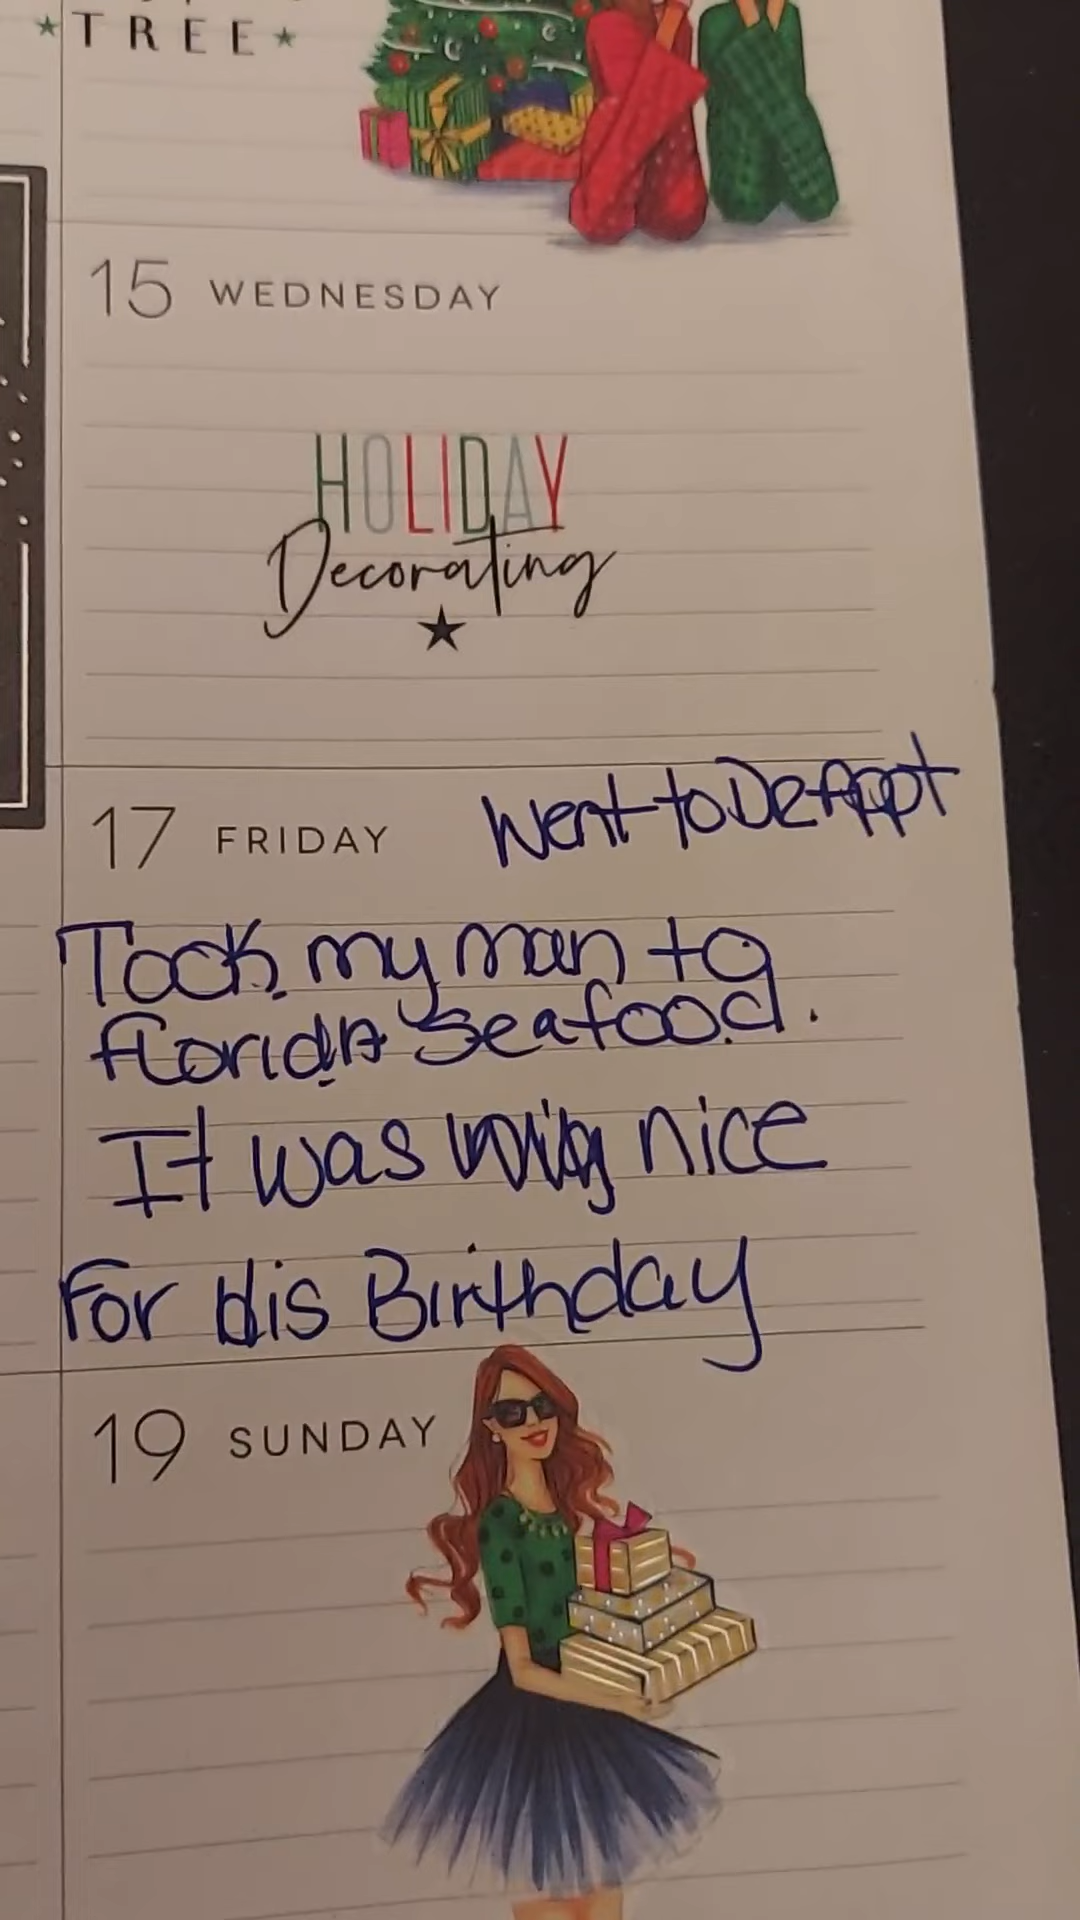 ★TREE★
15 WEDNESDAY
HOLIDAY
Decorating
★
17 FRIDAY
Went to Dr Appt
Took my man to
florida Seafood.
It was nice
For His Birthday
19 SUNDAY